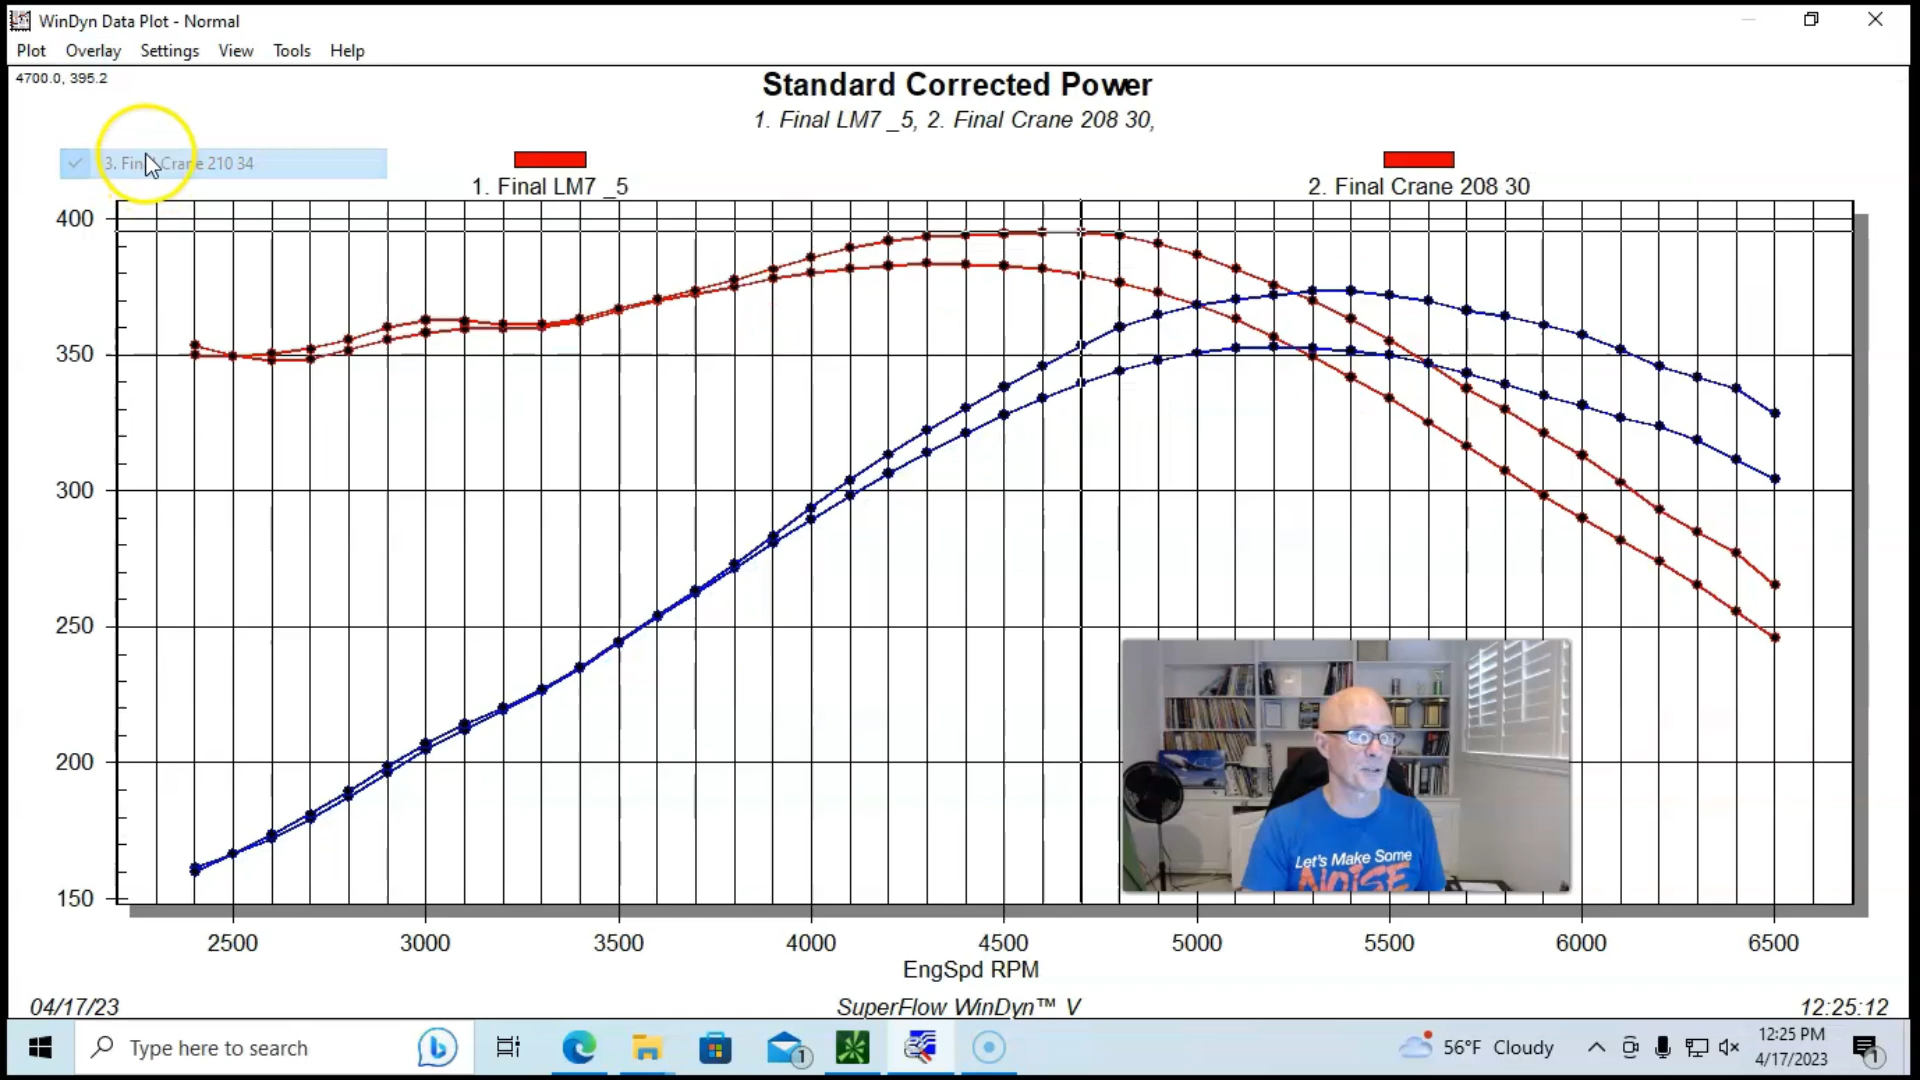 WinDyn Data Plot - Normal
Plot Overlay Settings View Tools Help
4700.0, 395.2
Standard Corrected Power
1. Final LM7 _5, 2. Final Crane 208 30,
3. Final Crane 210 34
1. Final LM7 _5
2. Final Crane 208 30
400
350
300
250
200
150
2500 3000 3500 4000 4500 5000 5500 6000 6500
EngSpd RPM
Let's Make Some
NOISE
04/17/23
SuperFlow WinDyn™ V
12:25:12
Type here to search
1
56°F Cloudy
12:25 PM
4/17/2023
1